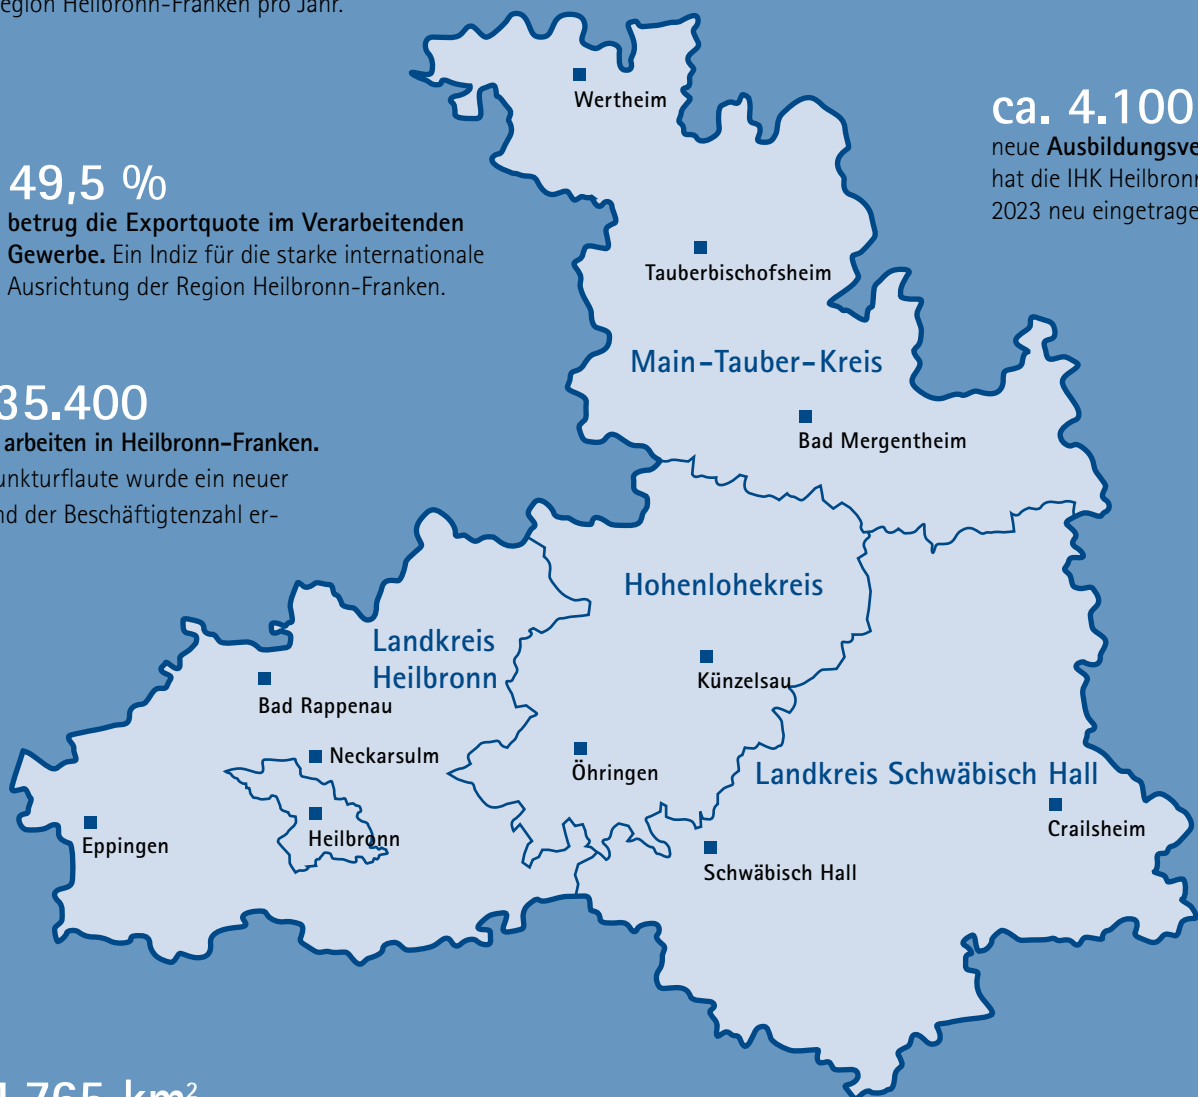 egion Heilbronn-Franken pro Jahr.
Wertheim
ca. 4.100
neue Ausbildungsve
hat die IHK Heilbronn
2023 neu eingetrage
49,5 %
betrug die Exportquote im Verarbeitenden
Gewerbe. Ein Indiz für die starke internationale
Ausrichtung der Region Heilbronn-Franken.
Tauberbischofsheim
Main-Tauber-Kreis
35.400
arbeiten in Heilbronn-Franken.
unkturflaute wurde ein neuer
nd der Beschäftigtenzahl er-
Bad Mergentheim
Hohenlohekreis
Landkreis
Heilbronn
Künzelsau
Bad Rappenau
Neckarsulm
Öhringen
Landkreis Schwäbisch Hall
Eppingen
Heilbronn
Crailsheim
Schwäbisch Hall
765 km²